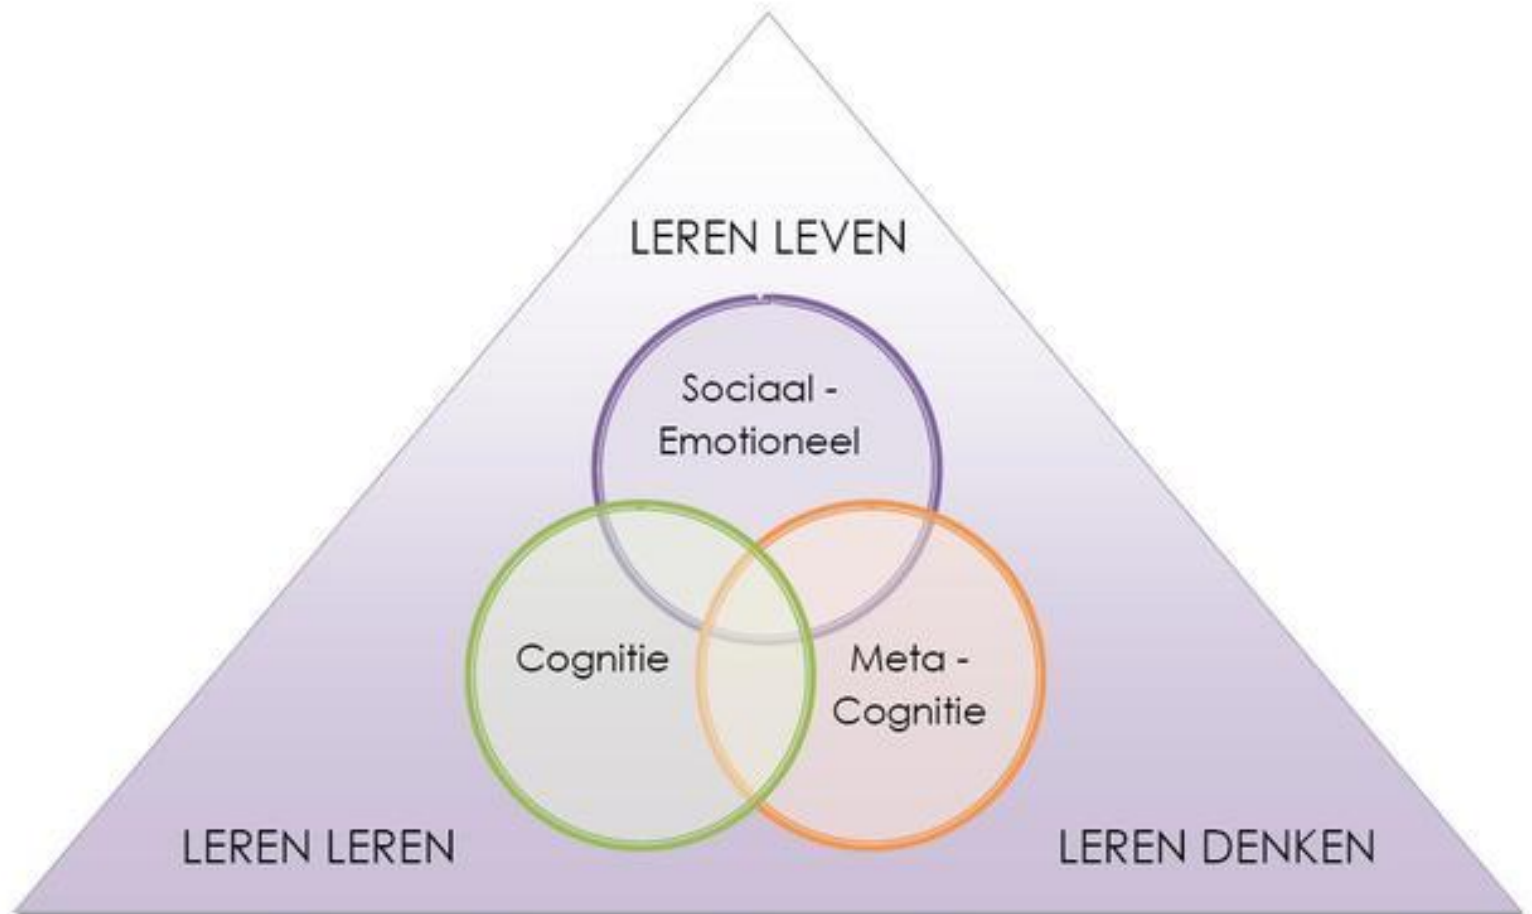 LEREN LEVEN
Sociaal -
Emotioneel
Cognitie
Meta -
Cognitie
LEREN LEREN
LEREN DENKEN